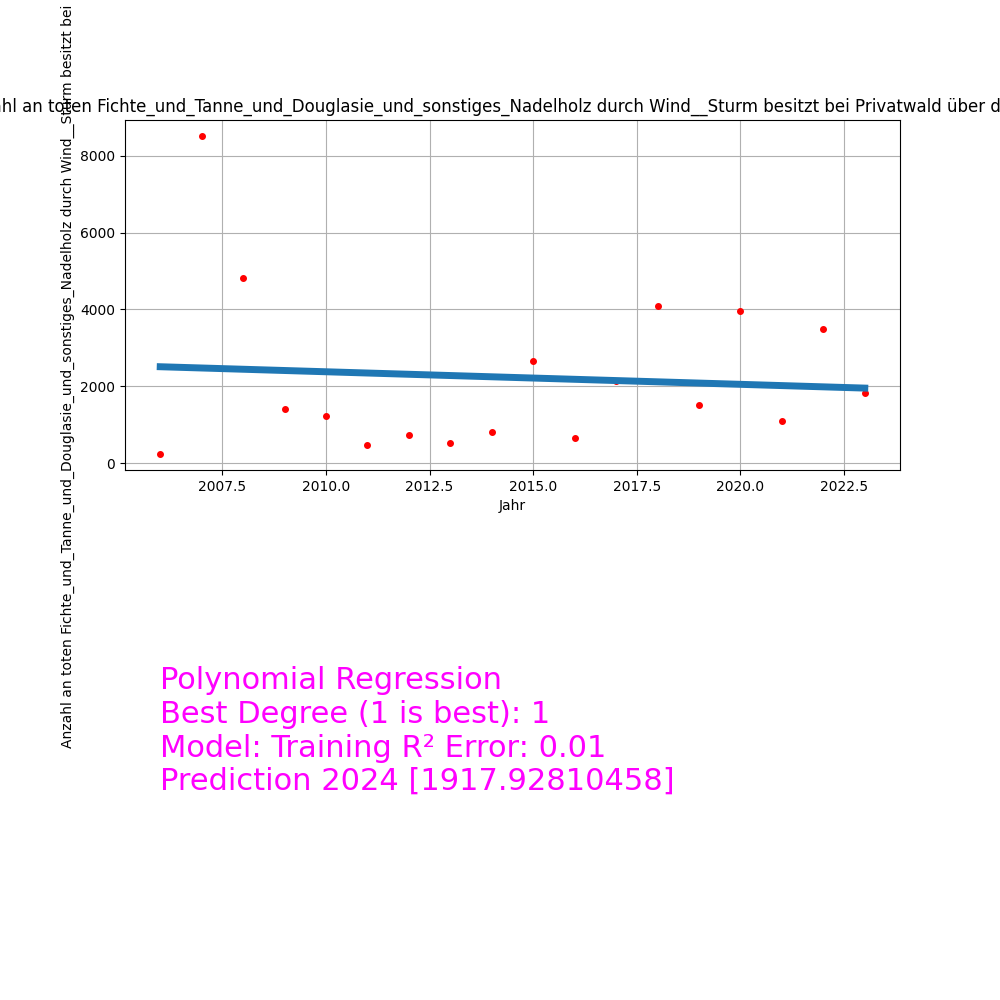 an toten Fichte_und_Tanne_und_Douglasie_und_sonstiges_Nadelholz durch Wind__Sturm besitzt bei Privatwald über
Anzahl an toten Fichte_und_Tanne_und_Douglasie_und_sonstiges_Nadelholz durch Wind__Sturm besitzt bei
8000
6000
4000
2000
0
2007.5 2010.0 2012.5 2015.0 2017.5 2020.0 2022.5
Jahr
Polynomial Regression
Best Degree (1 is best): 1
Model: Training R² Error: 0.01
Prediction 2024 [1917.92810458]